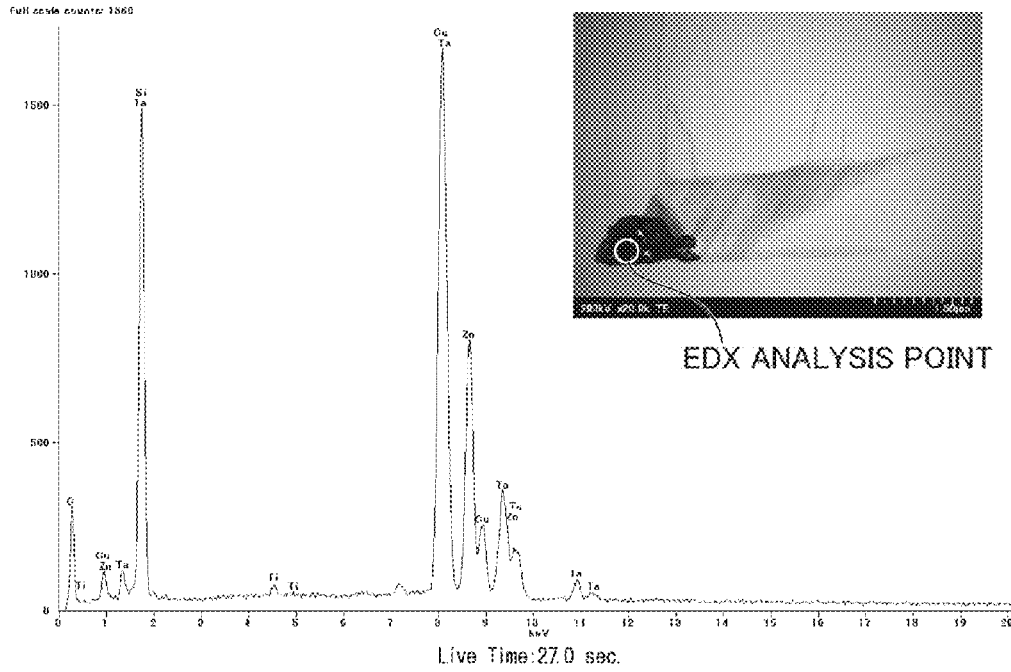 Full scale counts: 1660
1500
1000
500
0
Si
Ta
Cu
Ta
Zn
Cu
Ta
Ta
Zn
C
Ti
Cu
Zn
Ta
Ti
Ti
Ta
Ta
0 1 2 3 4 5 6 7 8 9 10 11 12 13 14 15 16 17 18 19 20
keV
Live Time:27.0 sec.
EDX ANALYSIS POINT